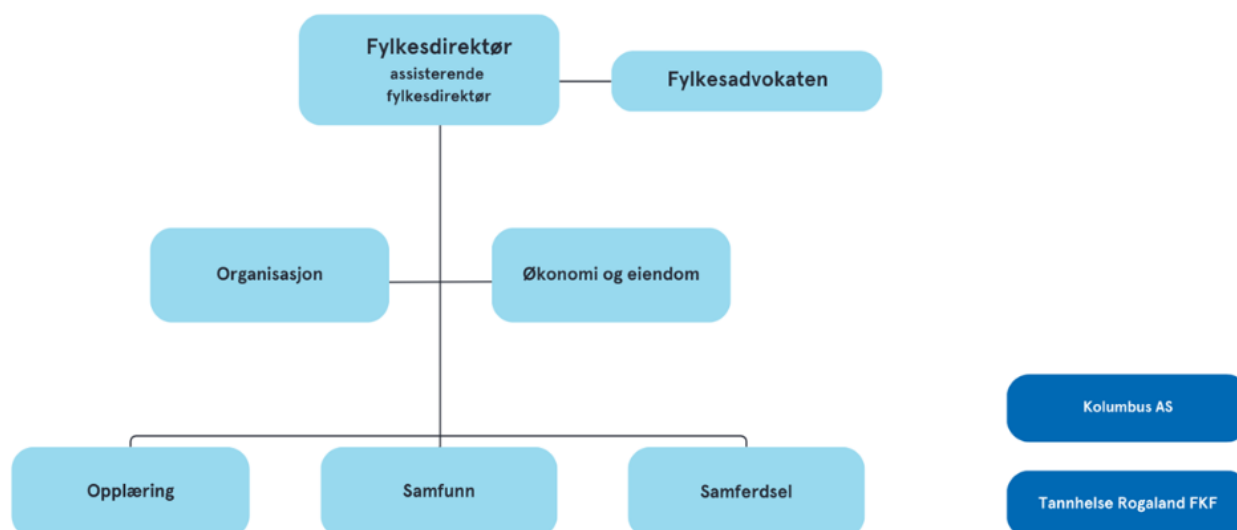 Fylkesdirektør
assisterende
fylkesdirektør
Fylkesadvokaten
Organisasjon
Økonomi og eiendom
Kolumbus AS
Opplæring
Samfunn
Samferdsel
Tannhelse Rogaland FKF